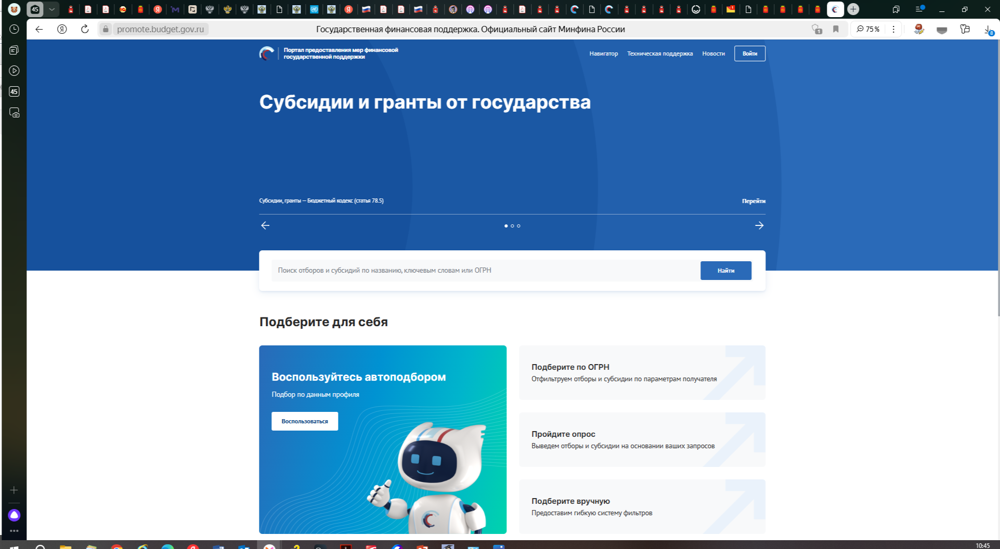 45
promote.budget.gov.ru
Государственная финансовая поддержка. Официальный сайт Минфина России
1
75 %
8
45
Портал предоставления мер финансовой
государственной поддержки
Навигатор
Техническая поддержка
Новости
Войти
Субсидии и гранты от государства
Субсидии, гранты — Бюджетный кодекс (статья 78.5)
Перейти
Поиск отборов и субсидий по названию, ключевым словам или ОГРН
Найти
Подберите для себя
Воспользуйтесь автоподбором
Подбор по данным профиля
Воспользоваться
Подберите по ОГРН
Отфильтруем отборы и субсидии по параметрам получателя
Пройдите опрос
Выведем отборы и субсидии на основании ваших запросов
Подберите вручную
Предоставим гибкую систему фильтров
10:45